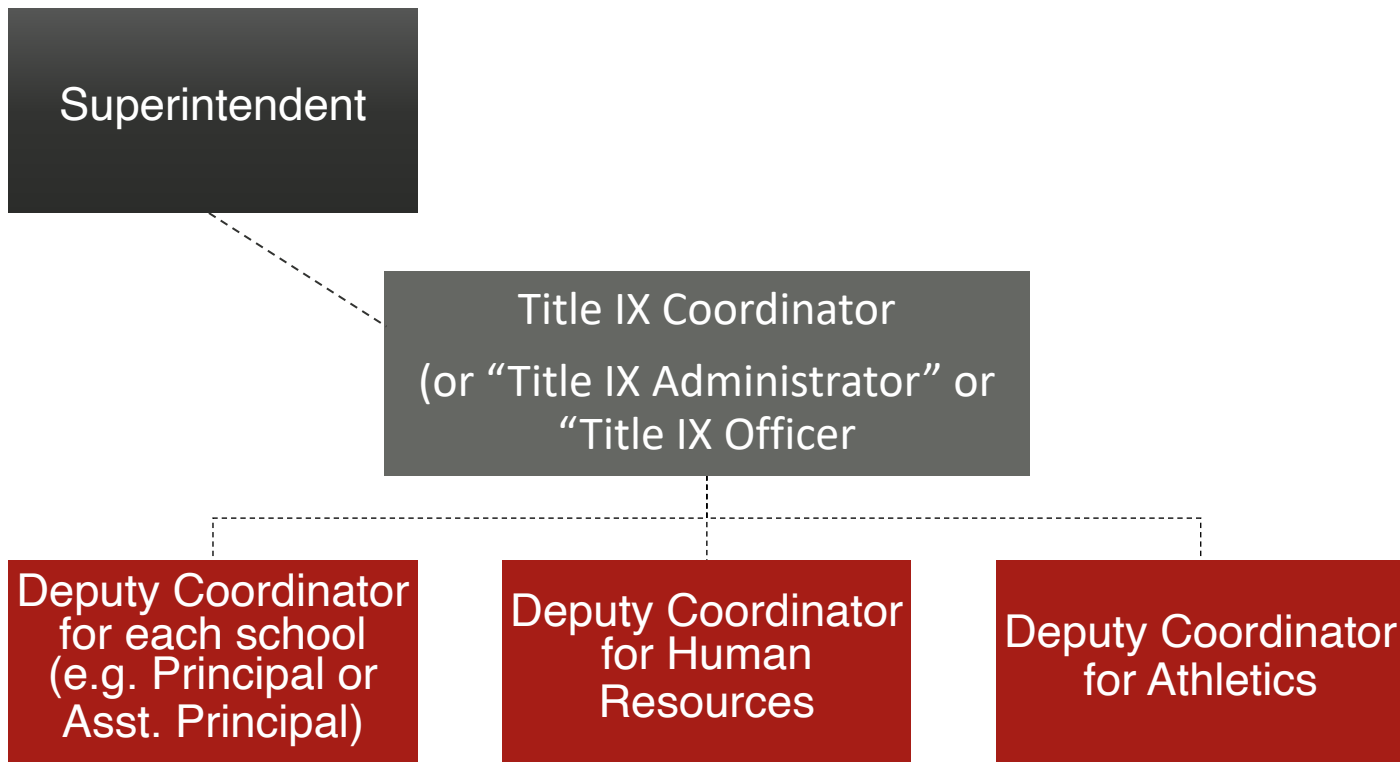 Superintendent
Title IX Coordinator
(or “Title IX Administrator” or
“Title IX Officer
Deputy Coordinator
for each school
(e.g. Principal or
Asst. Principal)
Deputy Coordinator
for Human
Resources
Deputy Coordinator
for Athletics